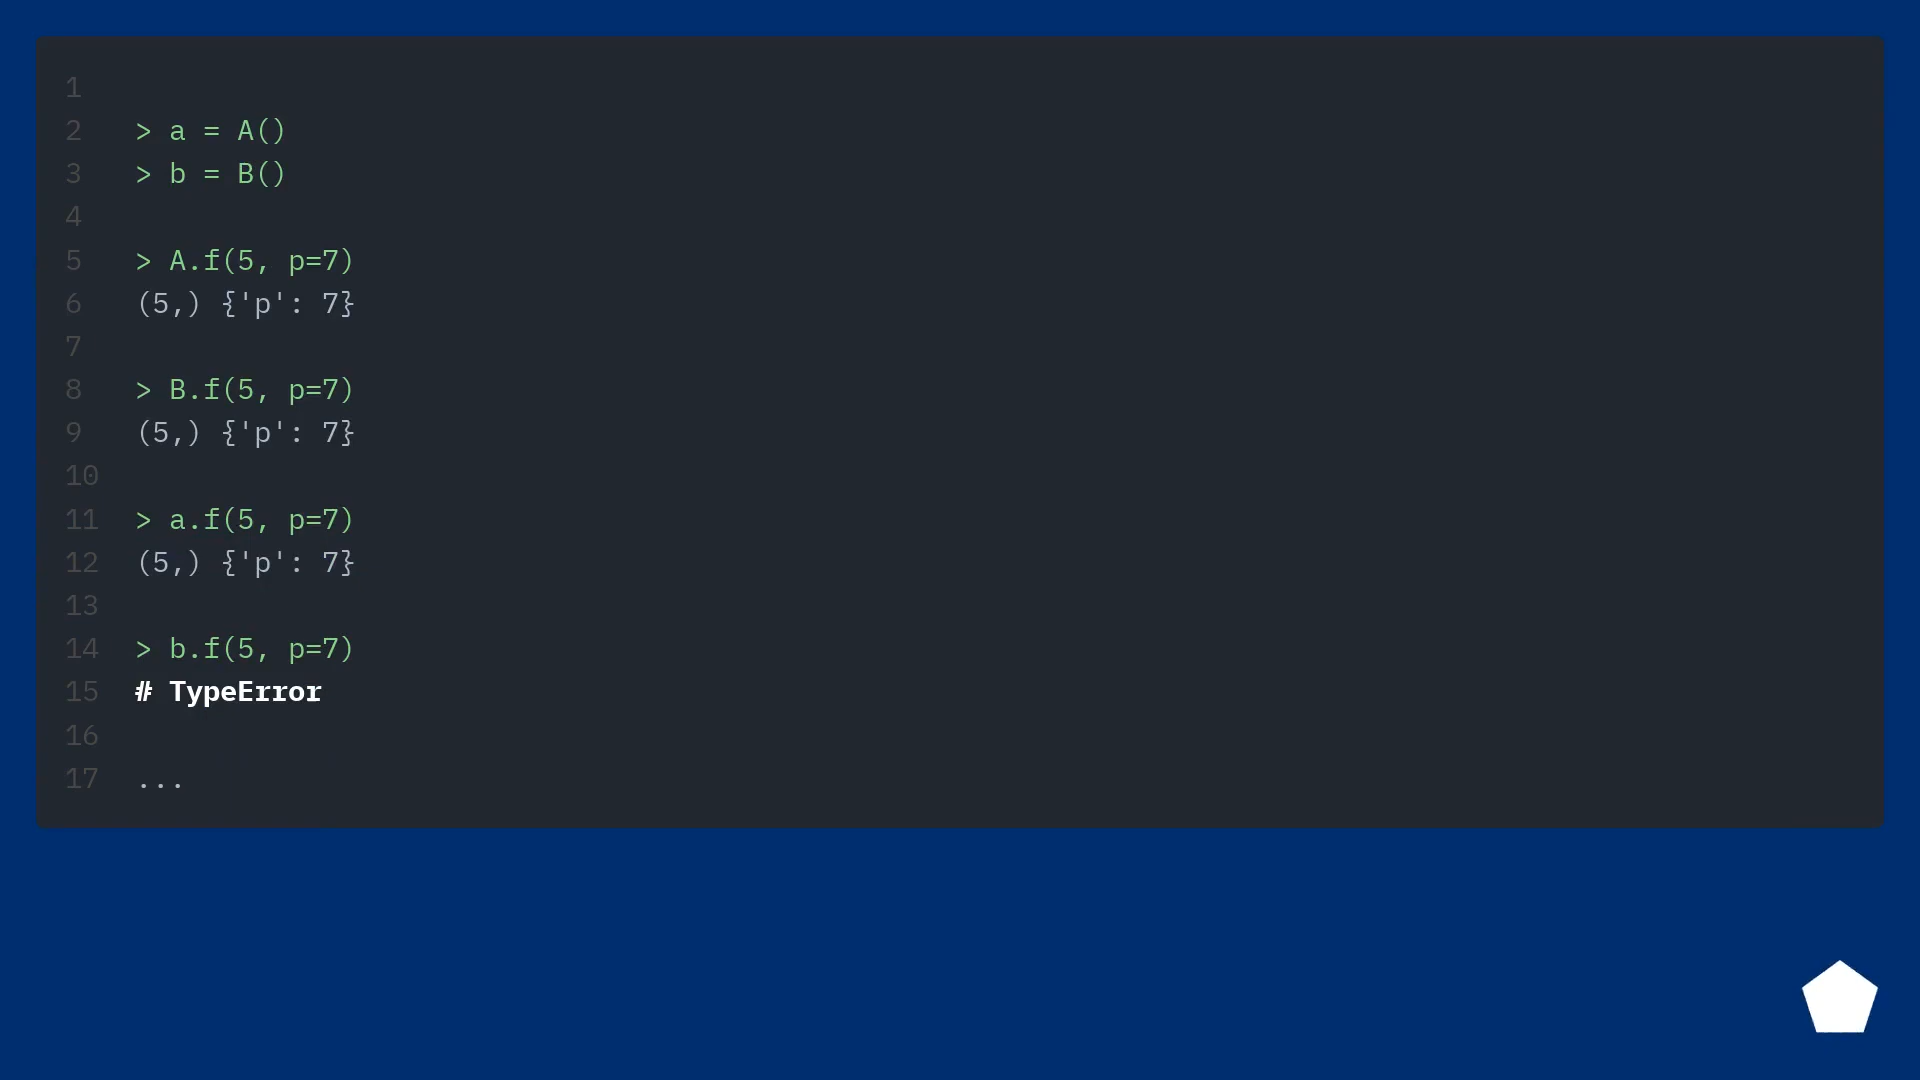 1
2 > a = A()
3 > b = B()
4
5 > A.f(5, p=7)
6 (5,) {'p': 7}
7
8 > B.f(5, p=7)
9 (5,) {'p': 7}
10
11 > a.f(5, p=7)
12 (5,) {'p': 7}
13
14 > b.f(5, p=7)
15 # TypeError
16
17 ...